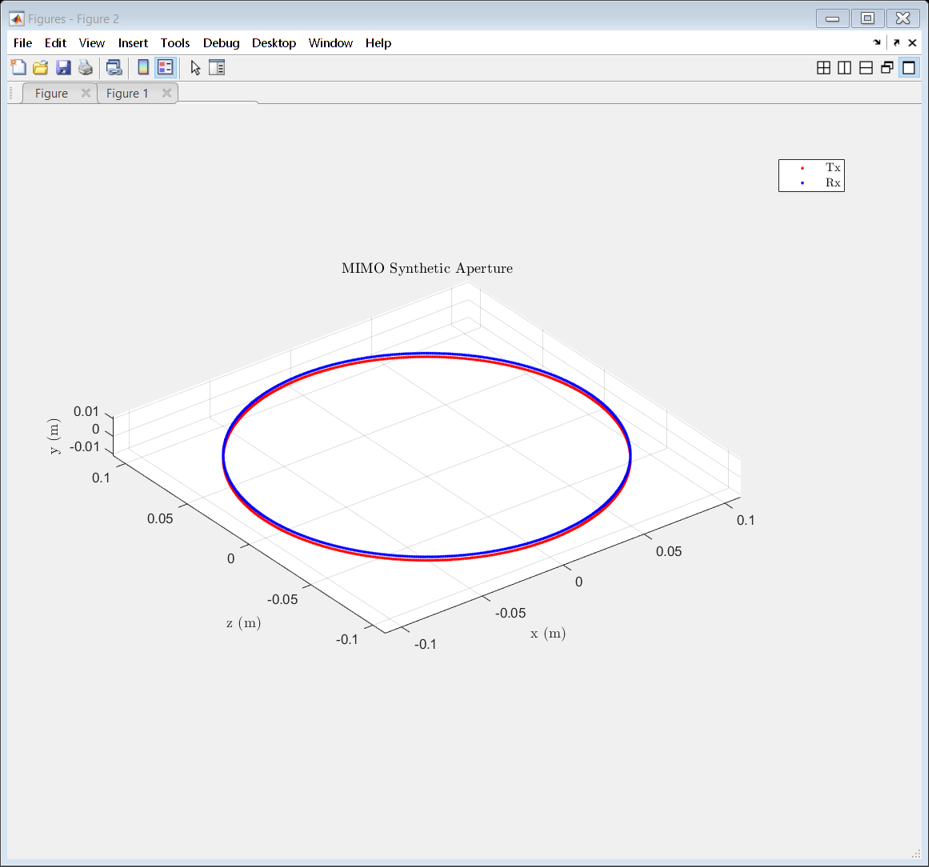 Figures - Figure 2
File Edit View Insert Tools Debug Desktop Window Help
Figure Figure 1
Tx
Rx
MIMO Synthetic Aperture
0.01
0
-0.01
y (m)
0.1
0.05
0
-0.05
-0.1
z (m)
0.1
0.05
0
-0.05
-0.1
x (m)